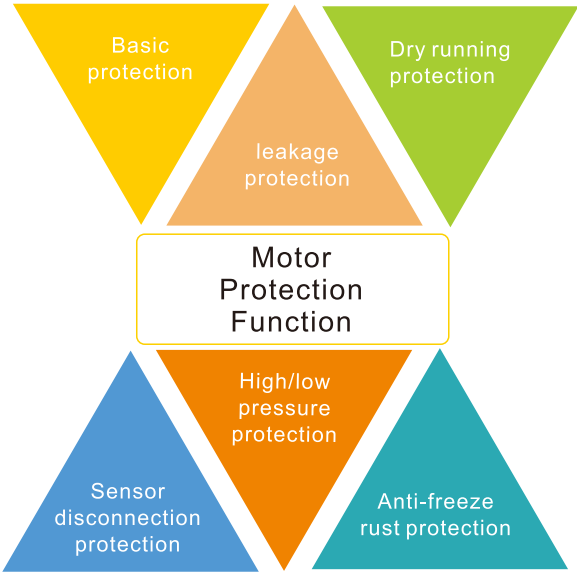 Basic
protection
leakage
protection
Dry running
protection
Motor
Protection
Function
Sensor
disconnection
protection
High/low
pressure
protection
Anti-freeze
rust protection